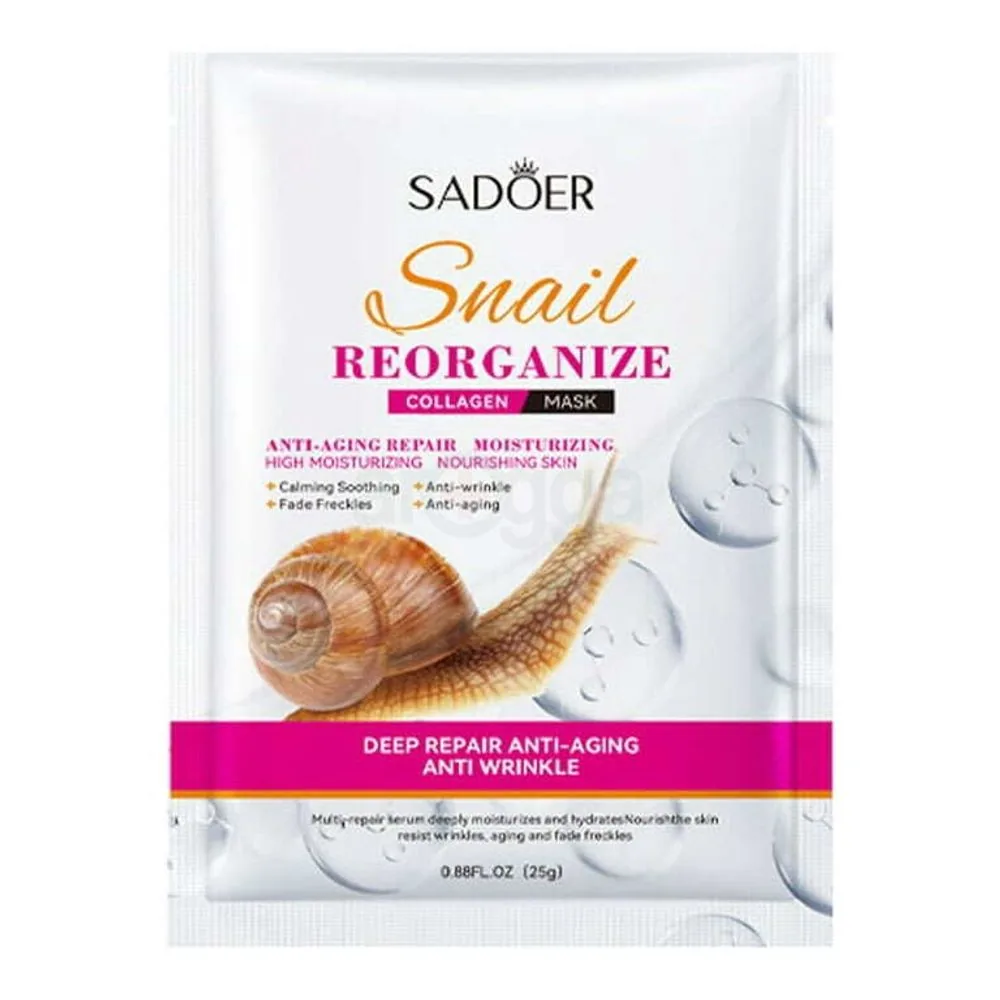 SADOER
Snail
REORGANIZE
COLLAGEN MASK
ANTI-AGING REPAIR MOISTURIZING
HIGH MOISTURIZING NOURISHING SKIN
+ Calming Soothing + Anti-wrinkle
+ Fade Freckles + Anti-aging
DEEP REPAIR ANTI-AGING
ANTI WRINKLE
Multi-repair serum deeply moisturizes and hydratesNourishthe skin
resist wrinkles, aging and fade freckles
0.88FL.OZ (25g)